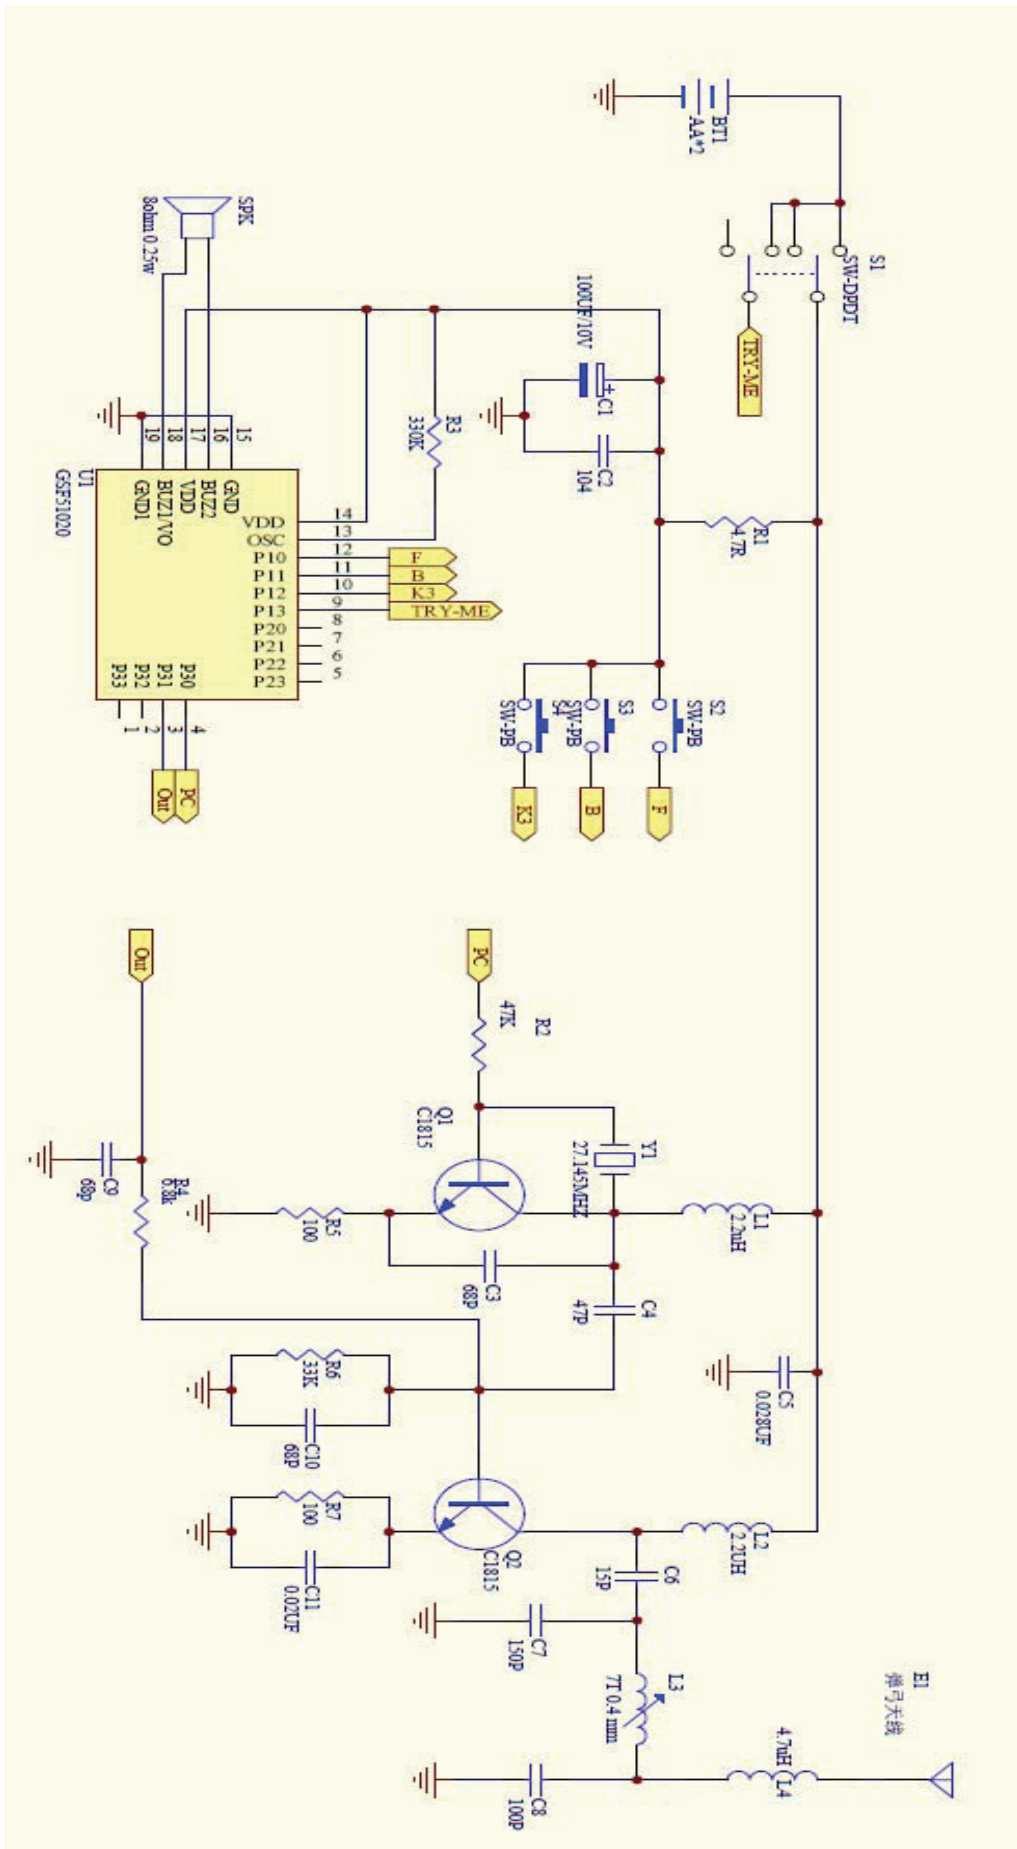 BT1
AA*2
S1
SW-DPDT
TRY-ME
SPK
8ohm 0.25w
100UF/10V
C1
C2
104
R3
330K
R1
4.7R
15
16
17
18
19
GND
BUZ2
VDD
BUZ1/VO
GND1
U1
GSF51020
VDD
14
OSC
13
P10
12
F
P11
11
B
P12
10
K3
P13
9
TRY-ME
P20
8
P21
7
P22
6
P23
5
P30
P31
P32
P33
4
3
2
1
PC
Out
S2
SW-PB
S3
SW-PB
S4
SW-PB
F
B
K3
Out
PC
R2
47K
Q1
C1815
Y1
27.145MHZ
C9
68p
R4
6.8k
R5
100
L1
2.2uH
C3
68P
C4
47P
R6
33K
C10
68P
C5
0.028UF
R7
100
C11
0.02UF
Q2
C1815
L2
2.2UH
C6
15P
C7
150P
L3
7T 0.4 mm
E1
弹弓天线
4.7uH
L4
C8
100P